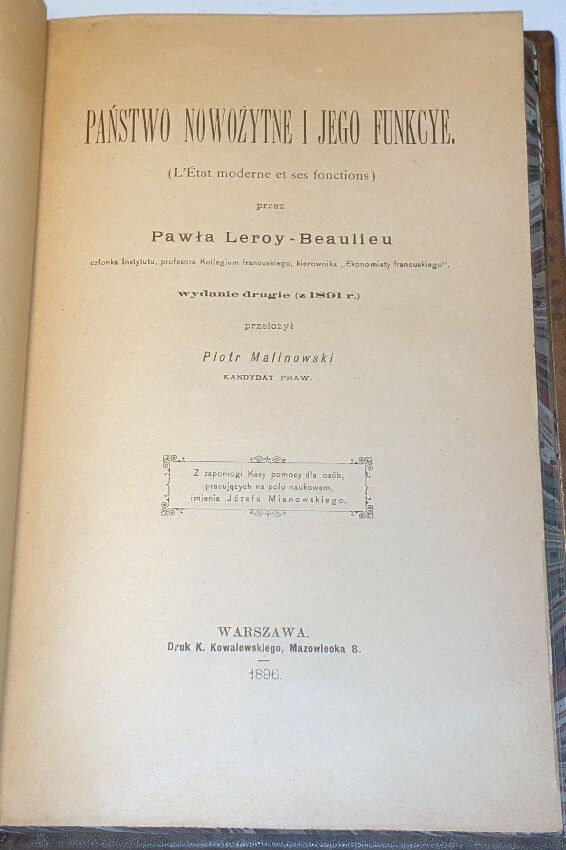 PAŃSTWO NOWOŻYTNE I JEGO FUNKCYE.
(L'État moderne et ses fonctions)
przez
Pawła Leroy-Beaulieu
członka Instytutu, profesora Kollegium francuskiego, kierownika „Ekonomisty francuskiego".
wydanie drugie (z 1891 r.)
przełożył
Piotr Malinowski
KANDYDAT PRAW.
Z zapomogi Kasy pomocy dla osób,
pracujących na polu naukowem,
imienia Józefa Mianowskiego.
WARSZAWA.
Druk K. Kowalewskiego, Mazowiecka 8.
1896.